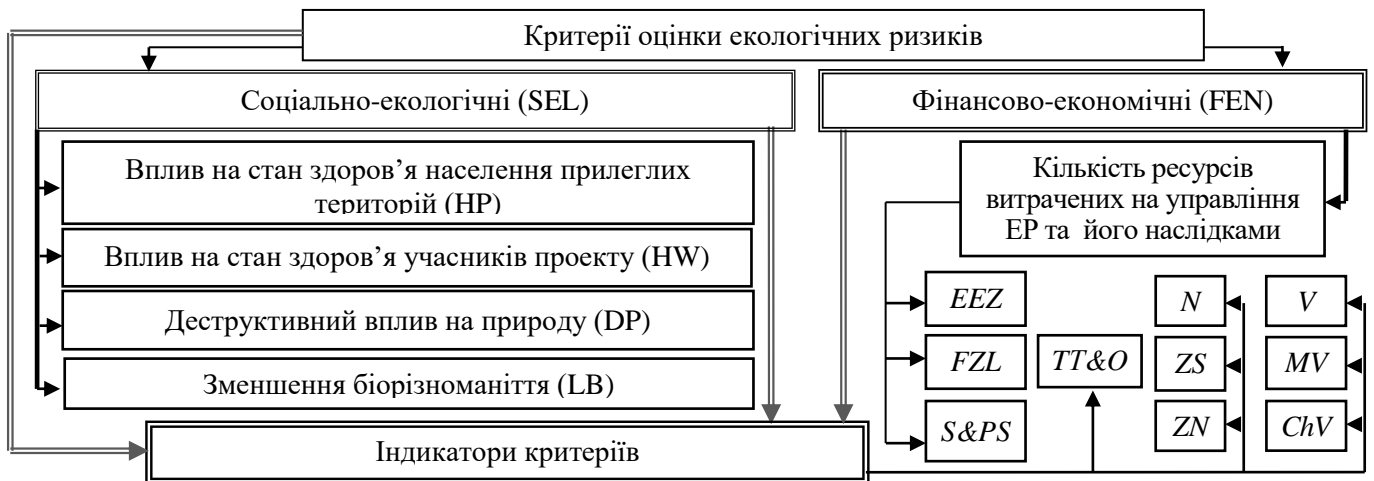 Критерії оцінки екологічних ризиків
Соціально-екологічні (SEL)
Фінансово-економічні (FEN)
Вплив на стан здоров’я населення прилеглих
територій (HP)
Вплив на стан здоров’я учасників проекту (HW)
Деструктивний вплив на природу (DP)
Зменшення біорізноманіття (LB)
Кількість ресурсів
витрачених на управління
ЕР та його наслідками
EEZ
N
V
FZL
TT&O
ZS
MV
S&PS
ZN
ChV
Індикатори критеріїв